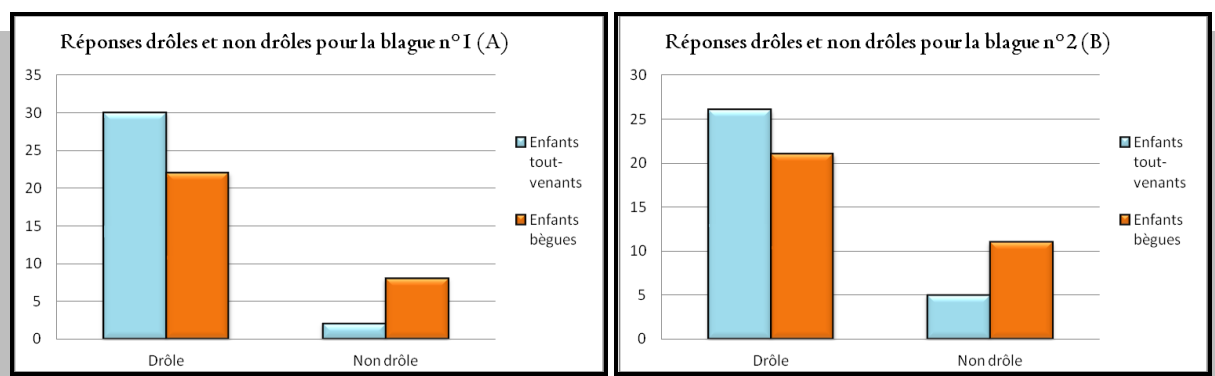 Réponses drôles et non drôles pour la blague n°1 (A)
35
30
25
20
15
10
5
0
Drôle
Non drôle
Enfants
tout-
venants
Enfants
bègues
Réponses drôles et non drôles pour la blague n°2 (B)
30
25
20
15
10
5
0
Drôle
Non drôle
Enfants
tout-
venants
Enfants
bègues